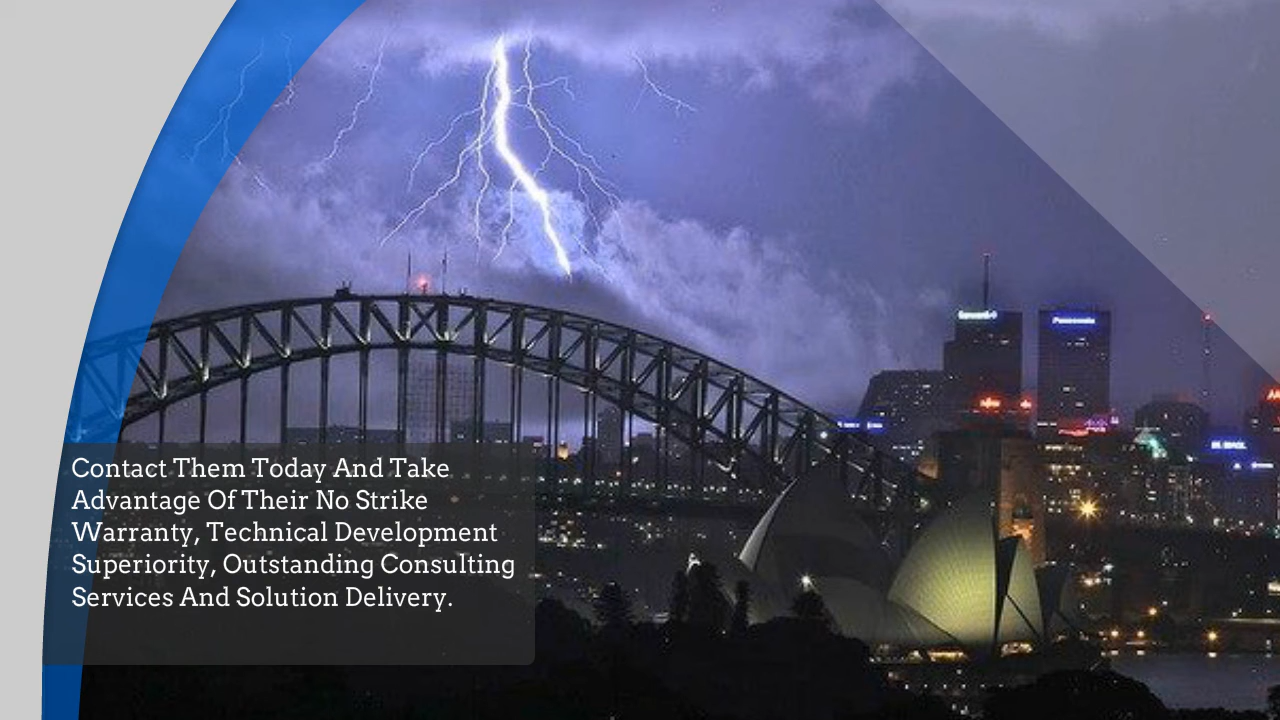 Contact Them Today And Take
Advantage Of Their No Strike
Warranty, Technical Development
Superiority, Outstanding Consulting
Services And Solution Delivery.